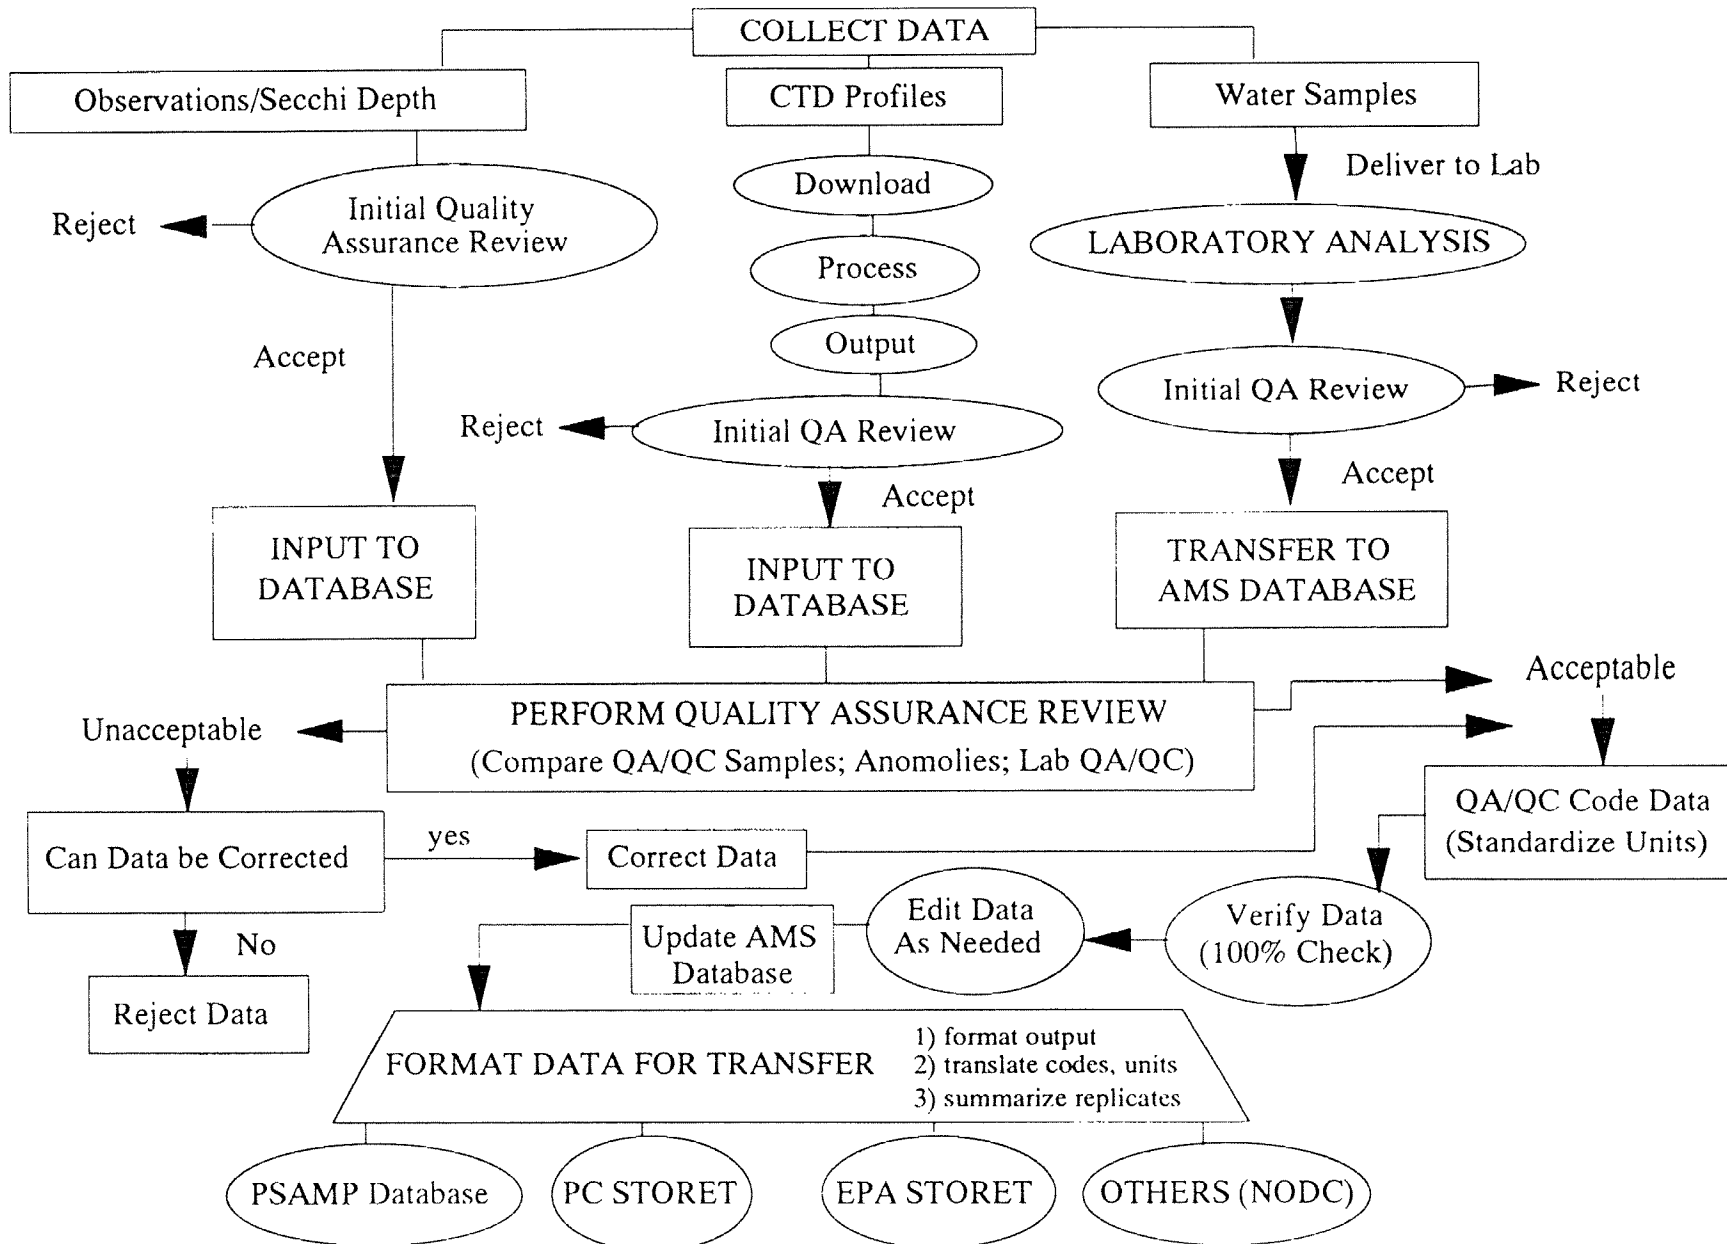 COLLECT DATA
Observations/Secchi Depth
CTD Profiles
Water Samples
Deliver to Lab
Reject
Initial Quality
Assurance Review
Download
LABORATORY ANALYSIS
Process
Accept
Output
Reject
Initial QA Review
Initial QA Review
Reject
Accept
Accept
INPUT TO
DATABASE
INPUT TO
DATABASE
TRANSFER TO
AMS DATABASE
Unacceptable
PERFORM QUALITY ASSURANCE REVIEW
(Compare QA/QC Samples; Anomolies; Lab QA/QC)
Acceptable
Can Data be Corrected
yes
Correct Data
QA/QC Code Data
(Standardize Units)
No
Reject Data
Update AMS
Database
Edit Data
As Needed
Verify Data
(100% Check)
FORMAT DATA FOR TRANSFER
1) format output
2) translate codes, units
3) summarize replicates
PSAMP Database
PC STORET
EPA STORET
OTHERS (NODC)